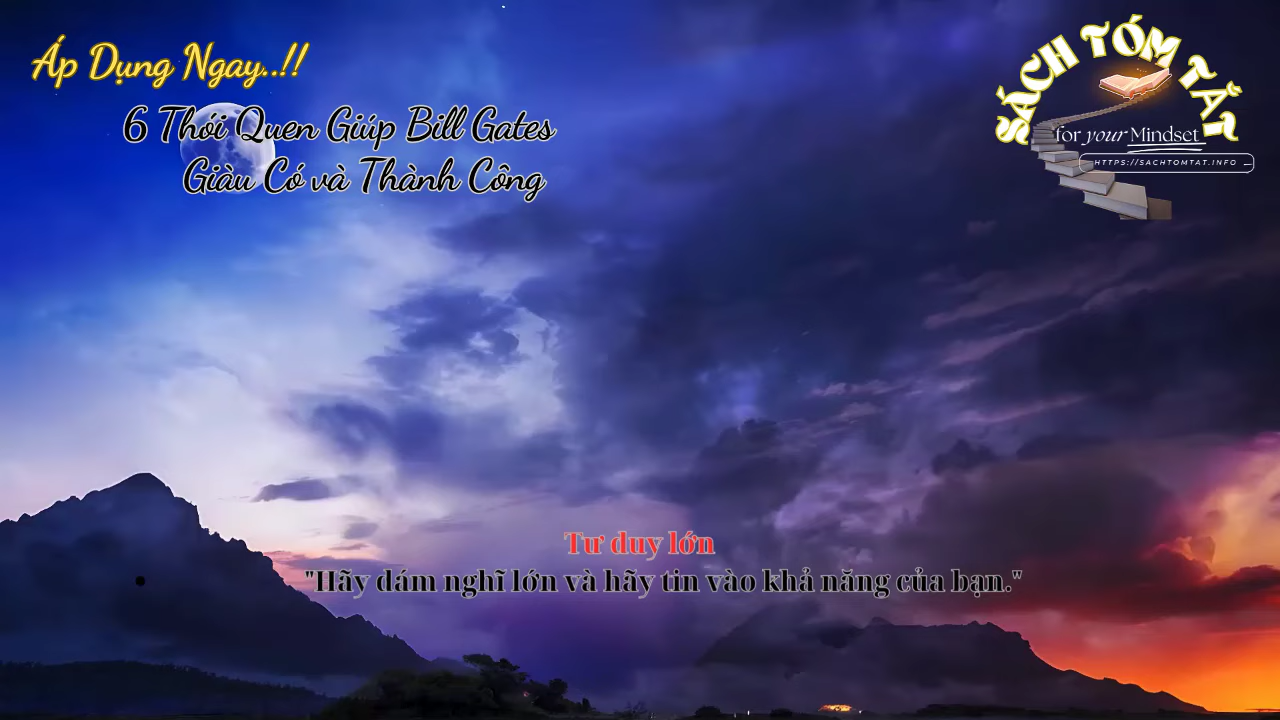 Áp Dụng Ngay..!!
6 Thói Quen Giúp Bill Gates
Giàu Có và Thành Công
SÁCH TÓM TẮT
for your Mindset
HTTPS://SACHTOMTAT.INFO
Tư duy lớn
"Hãy dám nghĩ lớn và hãy tin vào khả năng của bạn."